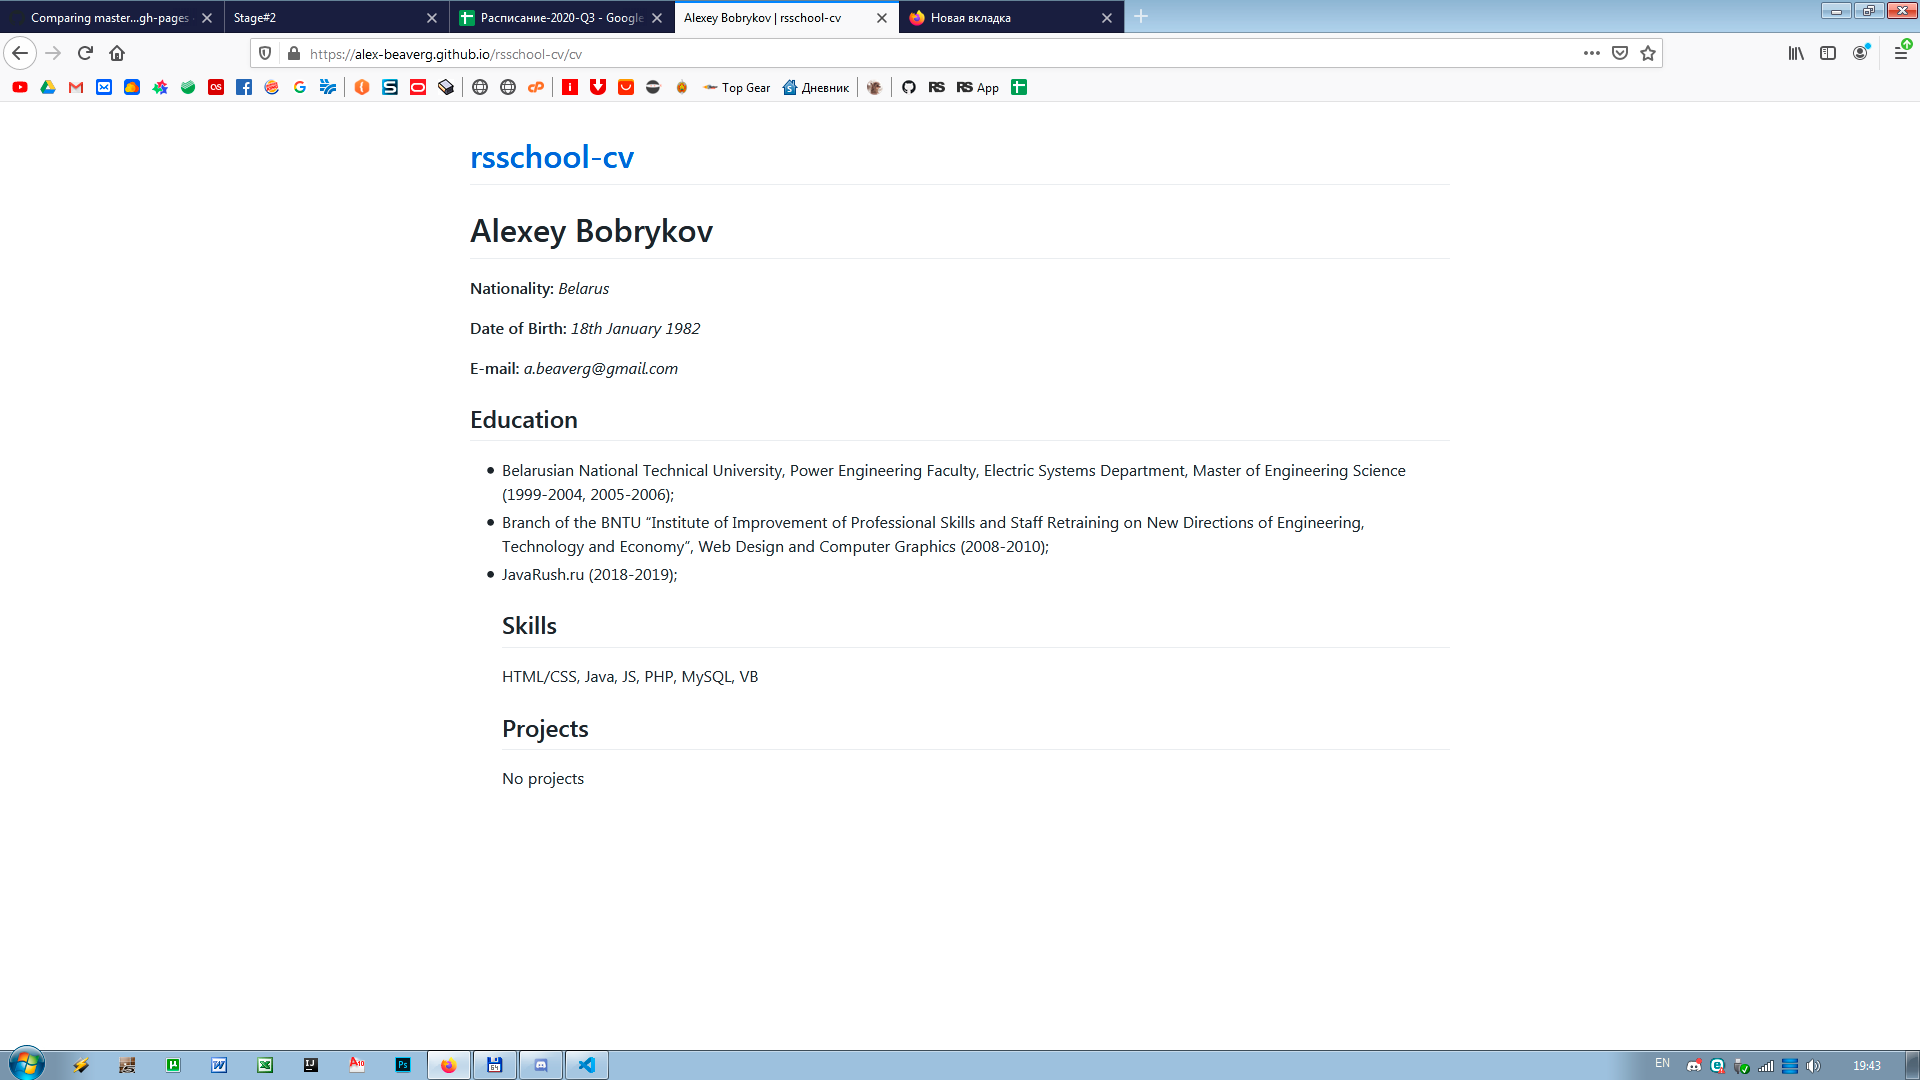 Comparing master...gh-pages
Stage#2
Расписание-2020-Q3 - Google
Alexey Bobrykov | rsschool-cv
Новая вкладка
https://alex-beaverg.github.io/rsschool-cv/cv
Top Gear
Дневник
RS
RS App
rsschool-cv
Alexey Bobrykov
Nationality: Belarus
Date of Birth: 18th January 1982
E-mail: a.beaverg@gmail.com
Education
Belarusian National Technical University, Power Engineering Faculty, Electric Systems Department, Master of Engineering Science
(1999-2004, 2005-2006);
Branch of the BNTU “Institute of Improvement of Professional Skills and Staff Retraining on New Directions of Engineering,
Technology and Economy”, Web Design and Computer Graphics (2008-2010);
JavaRush.ru (2018-2019);
Skills
HTML/CSS, Java, JS, PHP, MySQL, VB
Projects
No projects
EN
19:43